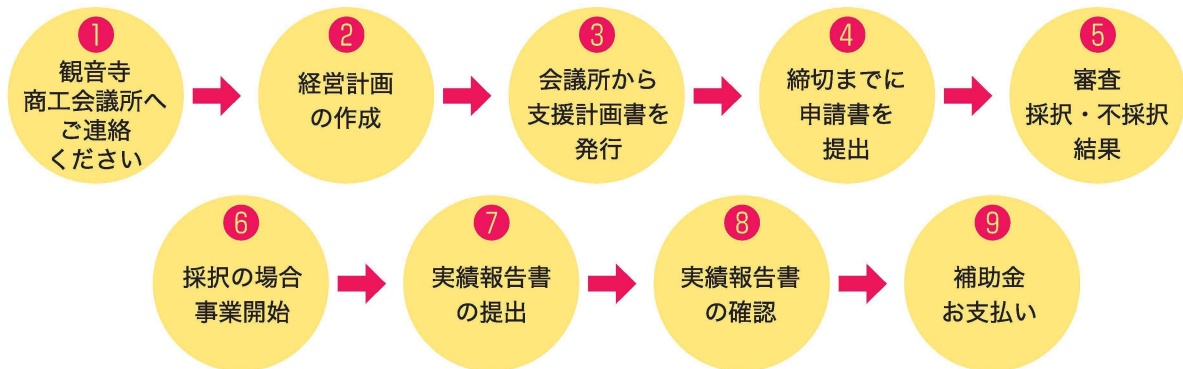 1
観音寺
商工会議所へ
ご連絡
ください
2
経営計画
の作成
3
会議所から
支援計画書を
発行
4
締切までに
申請書を
提出
5
審査
採択・不採択
結果
6
採択の場合
事業開始
7
実績報告書
の提出
8
実績報告書
の確認
9
補助金
お支払い